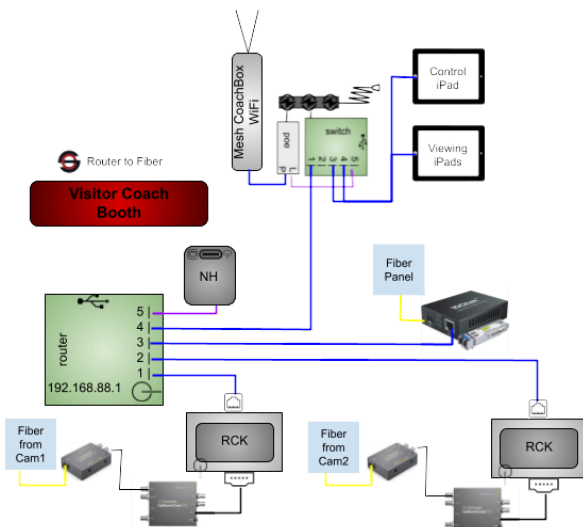 Control
iPad
Mesh CoachBox
WiFi
poe
L
P
switch
1
2
3
4
5
Viewing
iPads
Router to Fiber
Visitor Coach
Booth
NH
Fiber
Panel
router
5
4
3
2
1
192.168.88.1
Fiber
from
Cam1
RCK
Fiber
from
Cam2
RCK